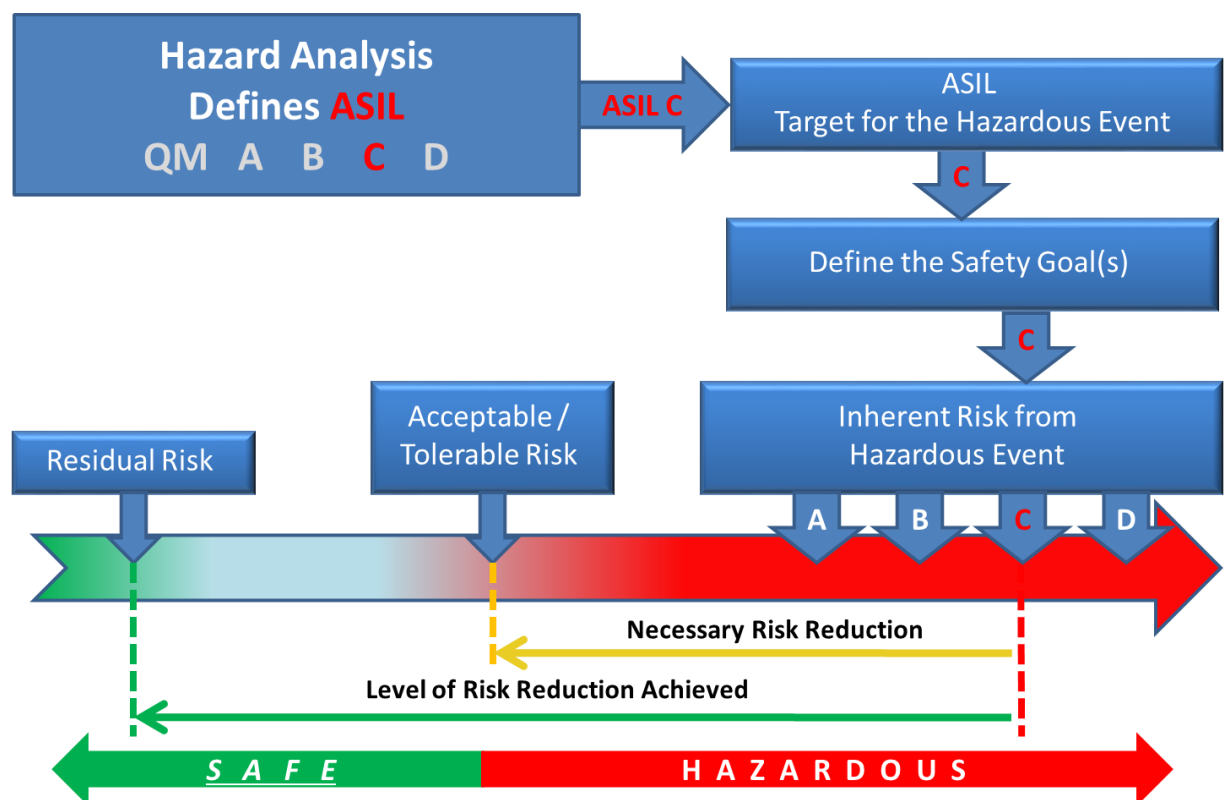 Hazard Analysis
Defines ASIL
QM A B C D
ASIL C
ASIL
Target for the Hazardous Event
C
Define the Safety Goal(s)
C
Inherent Risk from
Hazardous Event
Acceptable /
Tolerable Risk
Residual Risk
A B C D
Necessary Risk Reduction
Level of Risk Reduction Achieved
S A F E
H A Z A R D O U S